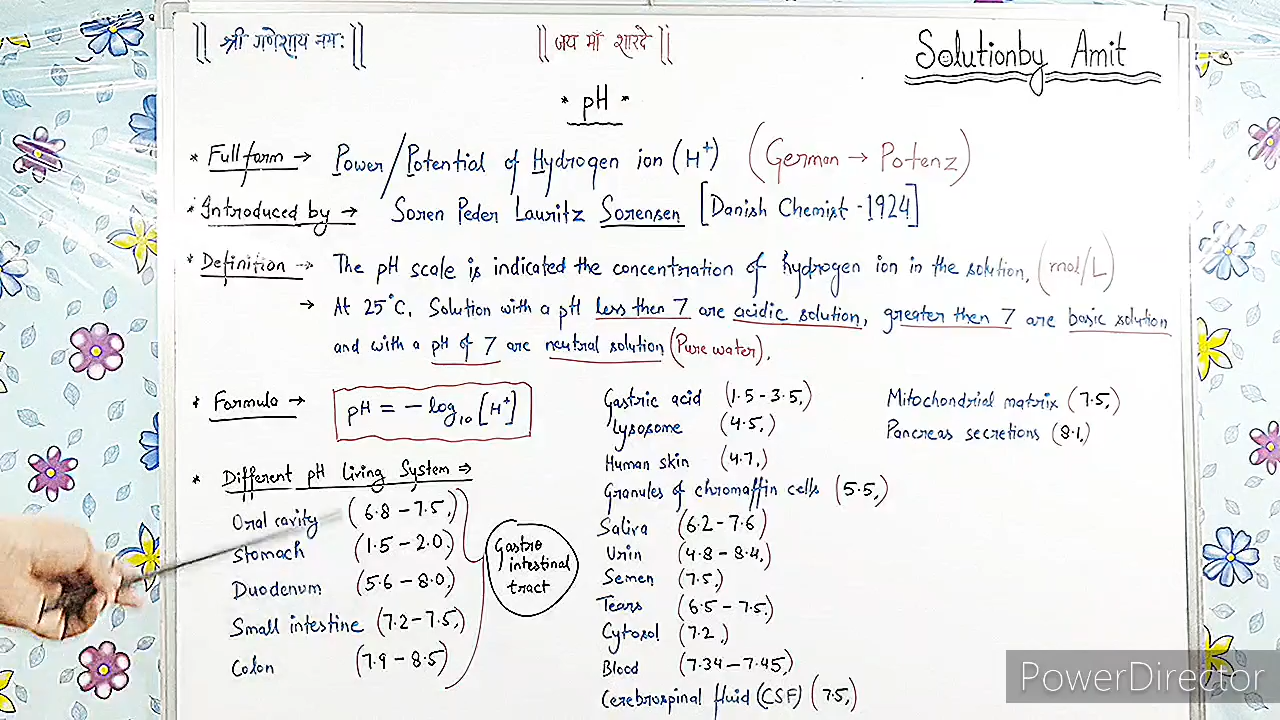 || श्री गणेशाय नमः ||
|| जय माँ शारदे ||
Solutionby Amit
* pH *
* Full form → Power/Potential of Hydrogen ion (H⁺) (German → Potenz)
* Introduced by → Soren Peder Lauritz Sorensen [Danish Chemist - 1924]
* Definition → The pH scale is indicated the concentration of hydrogen ion in the solution, (mol/L)
→ At 25°C, Solution with a pH less then 7 are acidic solution, greater then 7 are basic solution
and with a pH of 7 are neutral solution (Pure water).
* Formula → pH = -log₁₀ [H⁺]
* Different pH Living System ⇒
Oral cavity (6.8 – 7.5,)
Stomach (1.5 – 2.0,)
Duodenum (5.6 – 8.0,)
Small intestine (7.2 – 7.5,)
Colon (7.9 – 8.5)
Gastro
intestinal
tract
Gastric acid (1.5 – 3.5,)
Lysosome (4.5,)
Human skin (4.7,)
Granules of chromaffin cells (5.5,)
Saliva (6.2 – 7.6)
Urin (4.8 – 8.4,)
Semen (7.5,)
Tears (6.5 – 7.5,)
Cytosol (7.2,)
Blood (7.34 – 7.45,)
Cerebrospinal fluid (CSF) (7.5,)
Mitochondrial matrix (7.5,)
Pancreas secretions (8.1,)
PowerDirector